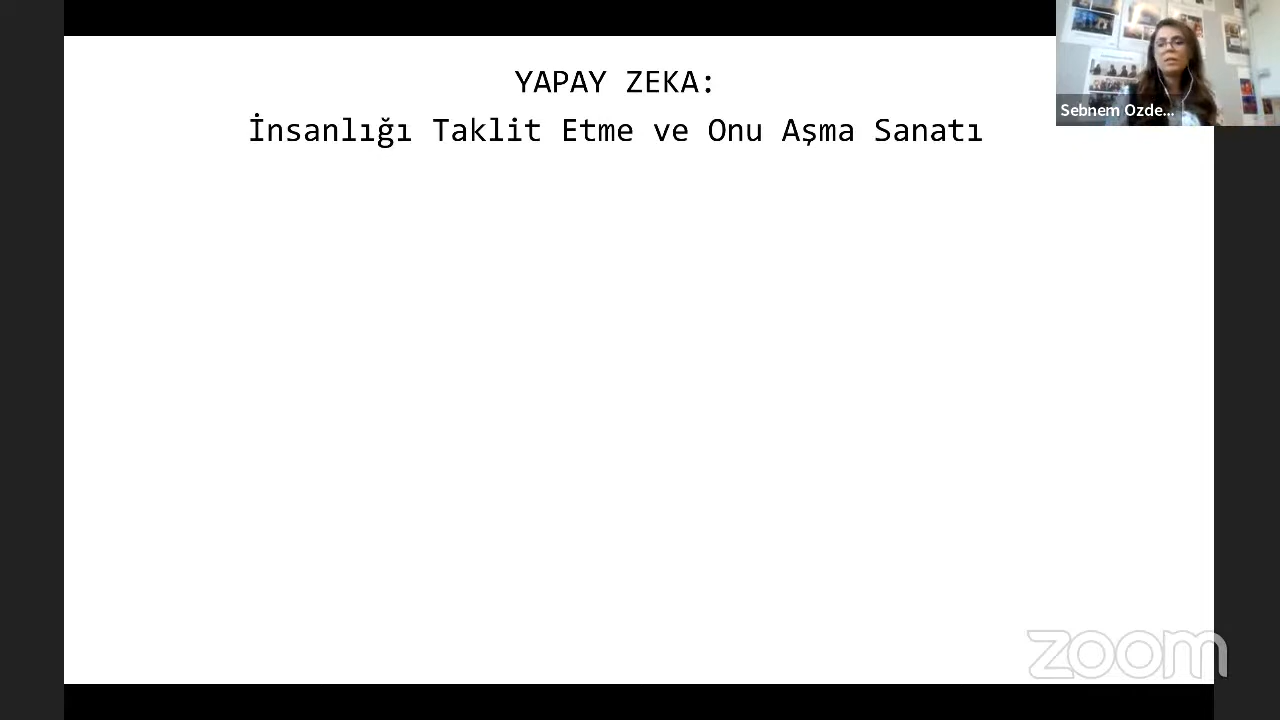 YAPAY ZEKA:
İnsanlığı Taklit Etme ve Onu Aşma Sanatı
Sebnem Ozde...
zoom